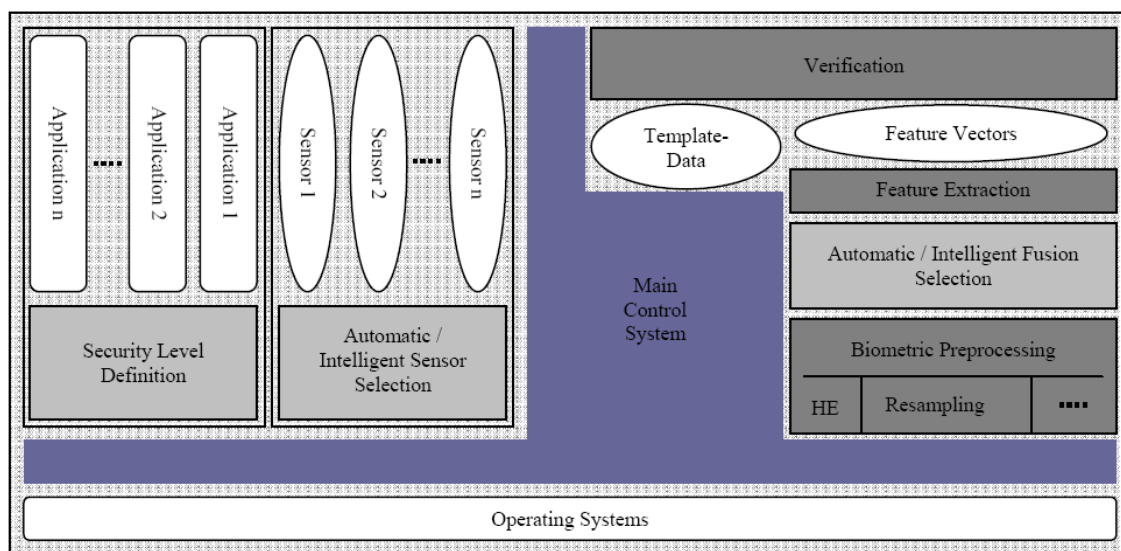 Application n
Application 2
Application 1
Sensor 1
Sensor 2
Sensor n
Security Level
Definition
Automatic /
Intelligent Sensor
Selection
Main
Control
System
Verification
Template-
Data
Feature Vectors
Feature Extraction
Automatic / Intelligent Fusion
Selection
Biometric Preprocessing
HE
Resampling
Operating Systems